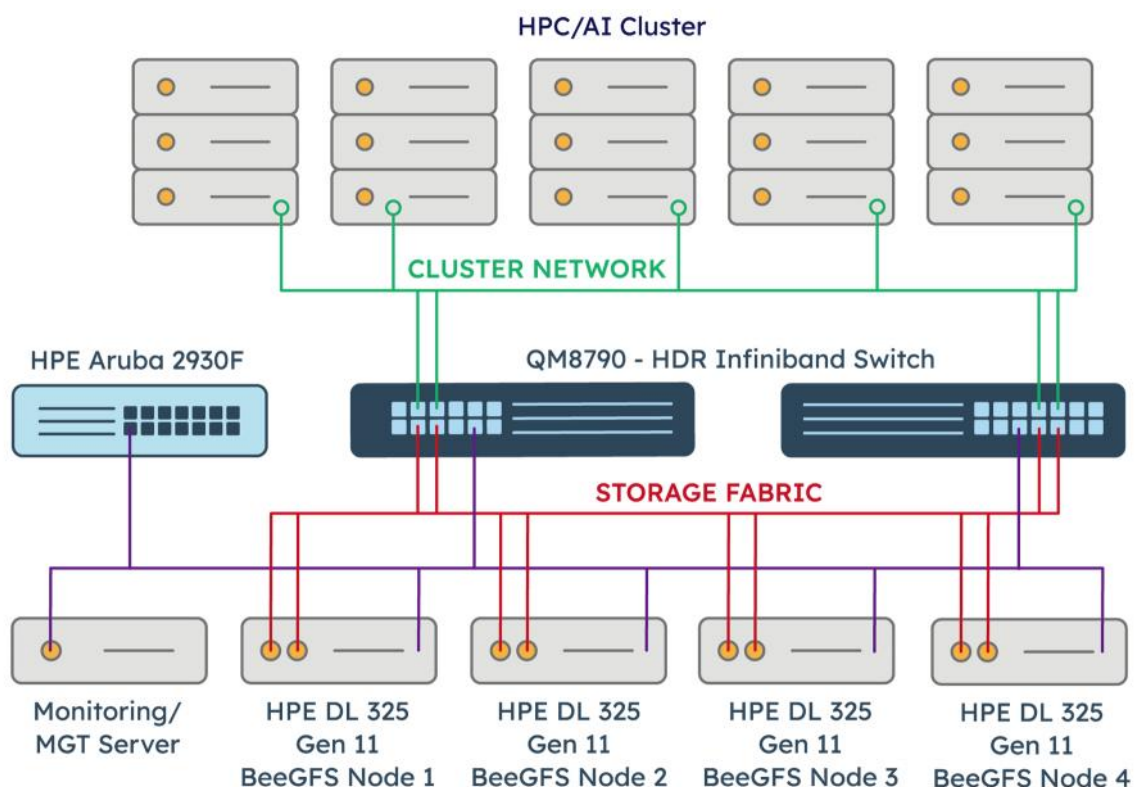 HPC/AI Cluster
CLUSTER NETWORK
HPE Aruba 2930F
QM8790 - HDR Infiniband Switch
STORAGE FABRIC
Monitoring/
MGT Server
HPE DL 325
Gen 11
BeeGFS Node 1
HPE DL 325
Gen 11
BeeGFS Node 2
HPE DL 325
Gen 11
BeeGFS Node 3
HPE DL 325
Gen 11
BeeGFS Node 4